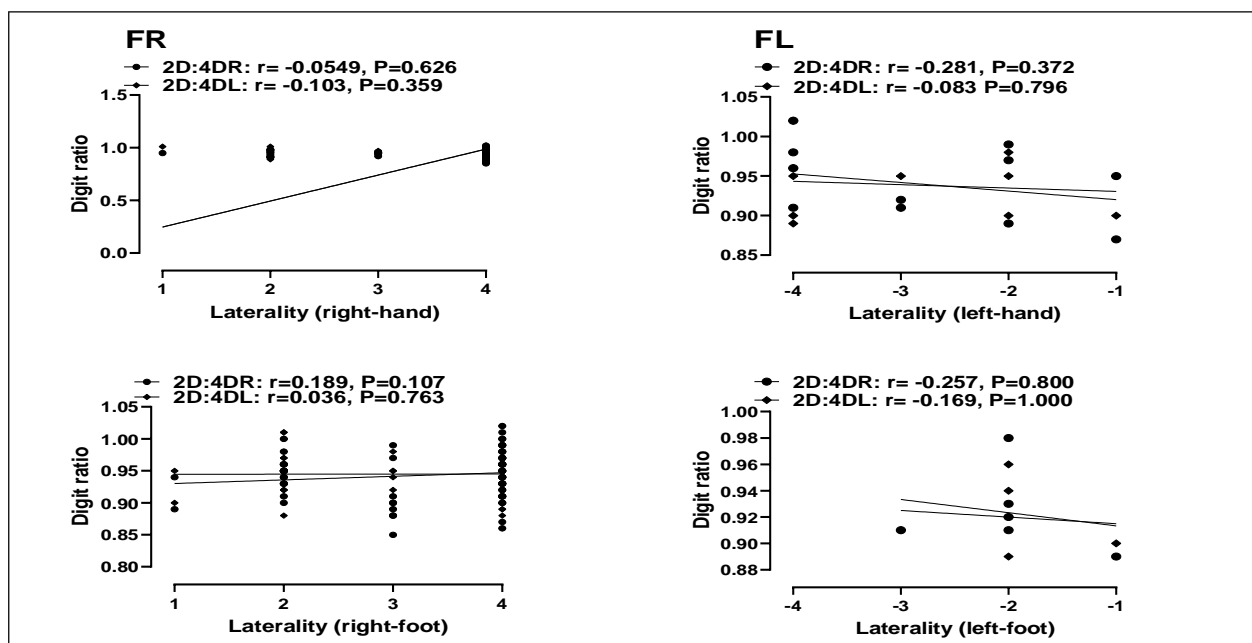 FR
2D:4DR: r= -0.0549, P=0.626
2D:4DL: r= -0.103, P=0.359
1.5
1.0
0.5
0.0
Digit ratio
1 2 3 4
Laterality (right-hand)
FL
2D:4DR: r= -0.281, P=0.372
2D:4DL: r= -0.083 P=0.796
1.05
1.00
0.95
0.90
0.85
Digit ratio
-4 -3 -2 -1
Laterality (left-hand)
2D:4DR: r=0.189, P=0.107
2D:4DL: r=0.036, P=0.763
1.05
1.00
0.95
0.90
0.85
0.80
Digit ratio
1 2 3 4
Laterality (right-foot)
2D:4DR: r= -0.257, P=0.800
2D:4DL: r= -0.169, P=1.000
1.00
0.98
0.96
0.94
0.92
0.90
0.88
Digit ratio
-4 -3 -2 -1
Laterality (left-foot)